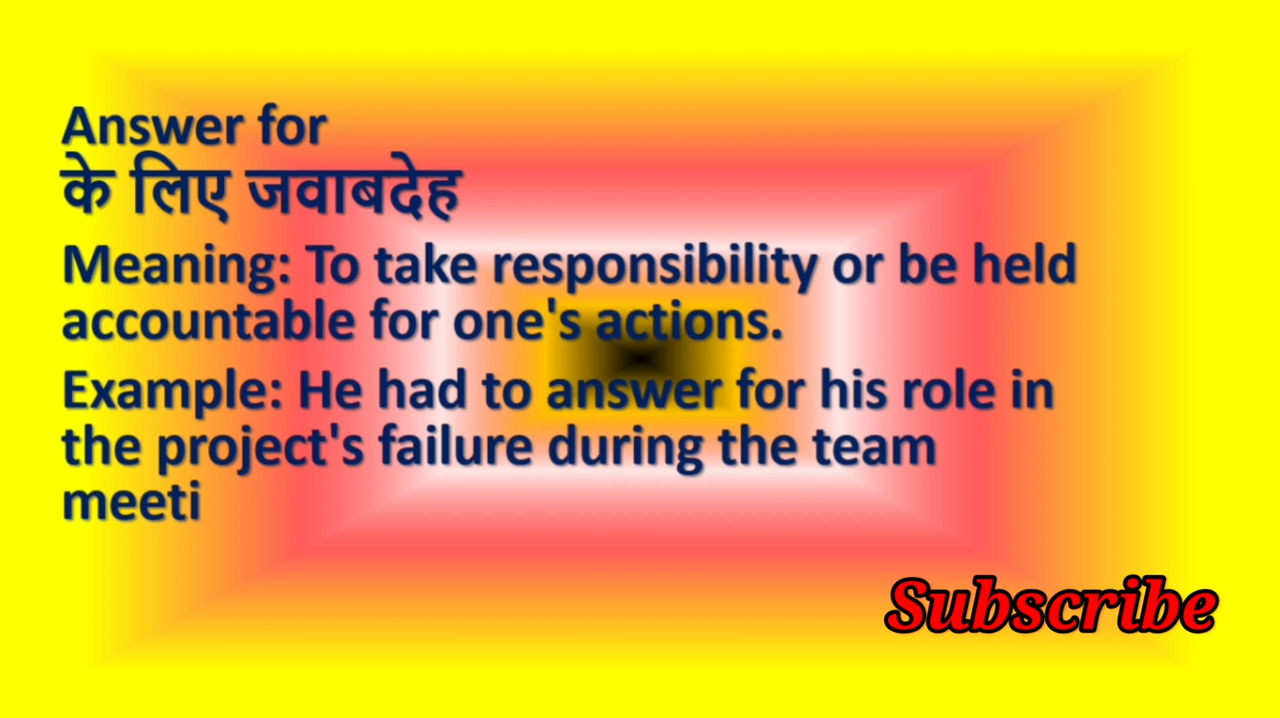 Answer for
के लिए जवाबदेह
Meaning: To take responsibility or be held
accountable for one's actions.
Example: He had to answer for his role in
the project's failure during the team
meeti
Subscribe